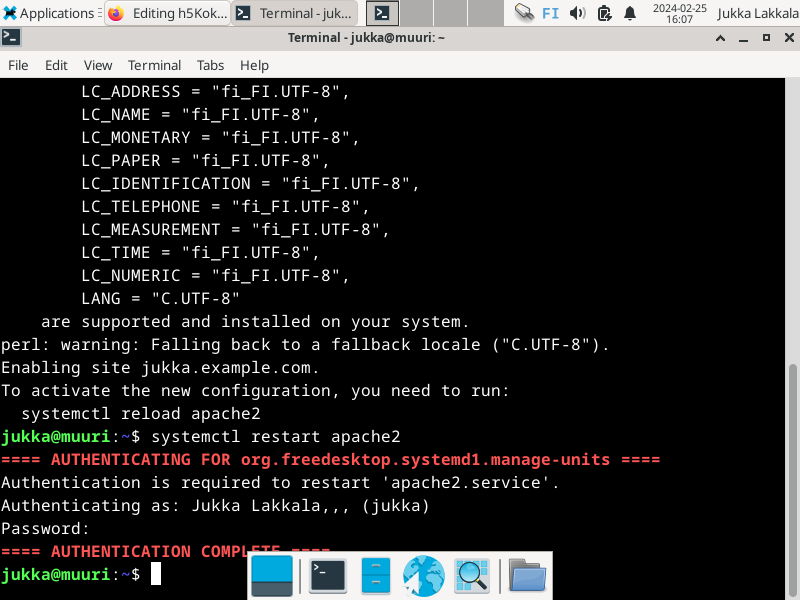 Applications
Editing h5Kok...
Terminal - juk...
FI
2024-02-25
16:07
Jukka Lakkala
Terminal - jukka@muuri: ~
File Edit View Terminal Tabs Help
LC_ADDRESS = "fi_FI.UTF-8",
LC_NAME = "fi_FI.UTF-8",
LC_MONETARY = "fi_FI.UTF-8",
LC_PAPER = "fi_FI.UTF-8",
LC_IDENTIFICATION = "fi_FI.UTF-8",
LC_TELEPHONE = "fi_FI.UTF-8",
LC_MEASUREMENT = "fi_FI.UTF-8",
LC_TIME = "fi_FI.UTF-8",
LC_NUMERIC = "fi_FI.UTF-8",
LANG = "C.UTF-8"
are supported and installed on your system.
perl: warning: Falling back to a fallback locale ("C.UTF-8").
Enabling site jukka.example.com.
To activate the new configuration, you need to run:
systemctl reload apache2
jukka@muuri:~$ systemctl restart apache2
==== AUTHENTICATING FOR org.freedesktop.systemd1.manage-units ====
Authentication is required to restart 'apache2.service'.
Authenticating as: Jukka Lakkala,,, (jukka)
Password:
==== AUTHENTICATION COMPLETE ====
jukka@muuri:~$